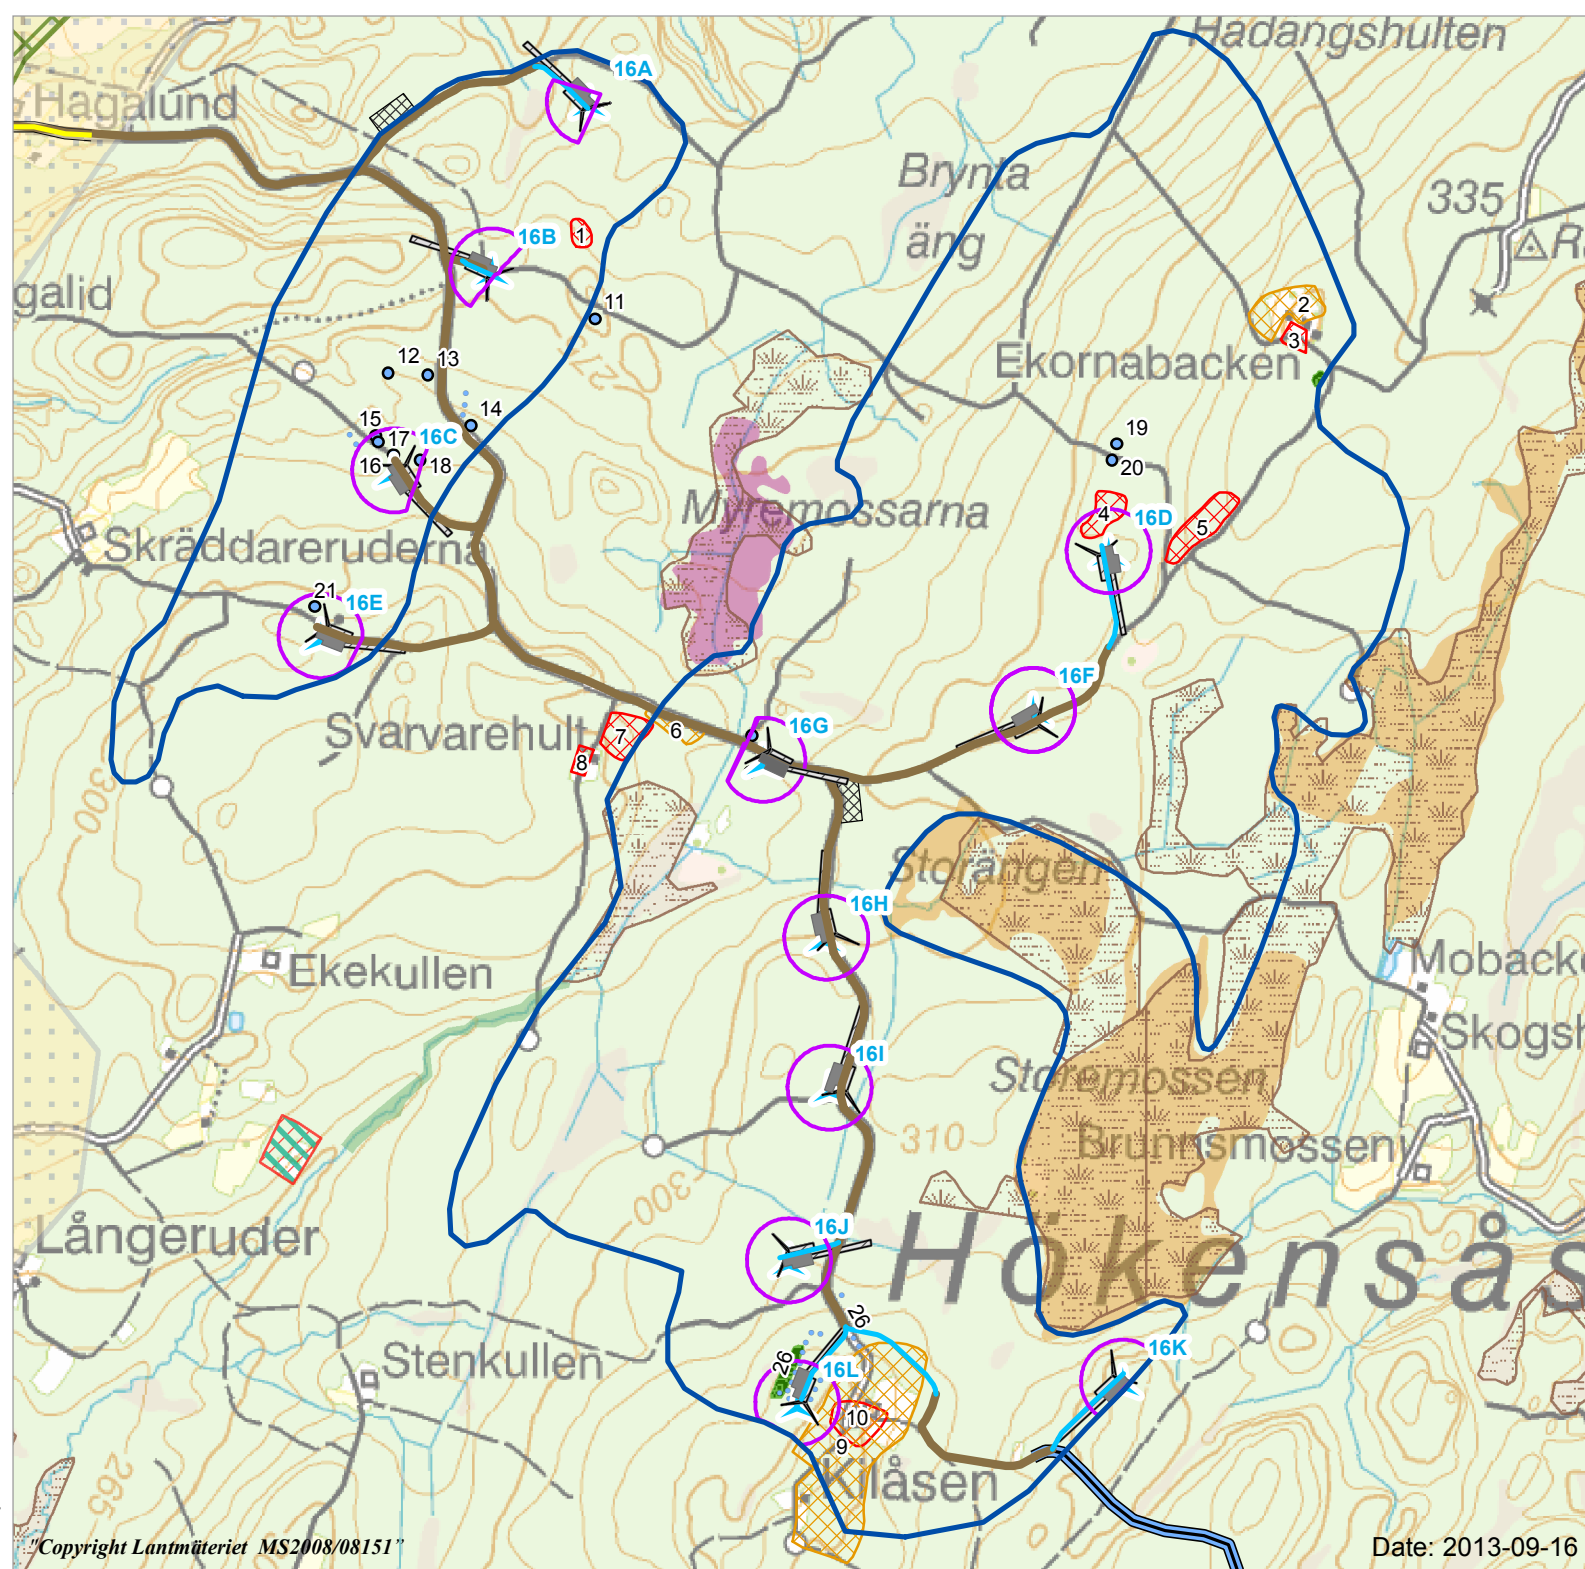 Hadangshulten
16A
Hagalund
Brynta
äng
335
16B
1
galid
11
2
3
Ekornabacken
222
12
13
14
15
17
16C
16
18
19
20
Myremossarna
4
16D
5
Skräddareruderna
21
16E
16F
Svarvarehult
7
6
8
16G
300
Storängen
16H
Ekekullen
Mobacke
Skogsh
16I
Storemossen
310
Brunnsmossen
300
Långeruder
16J
Hökensås
26
16K
Stenkullen
26
16L
10
9
Kilåsen
265
"Copyright Lantmäteriet MS2008/08151"
Date: 2013-09-16